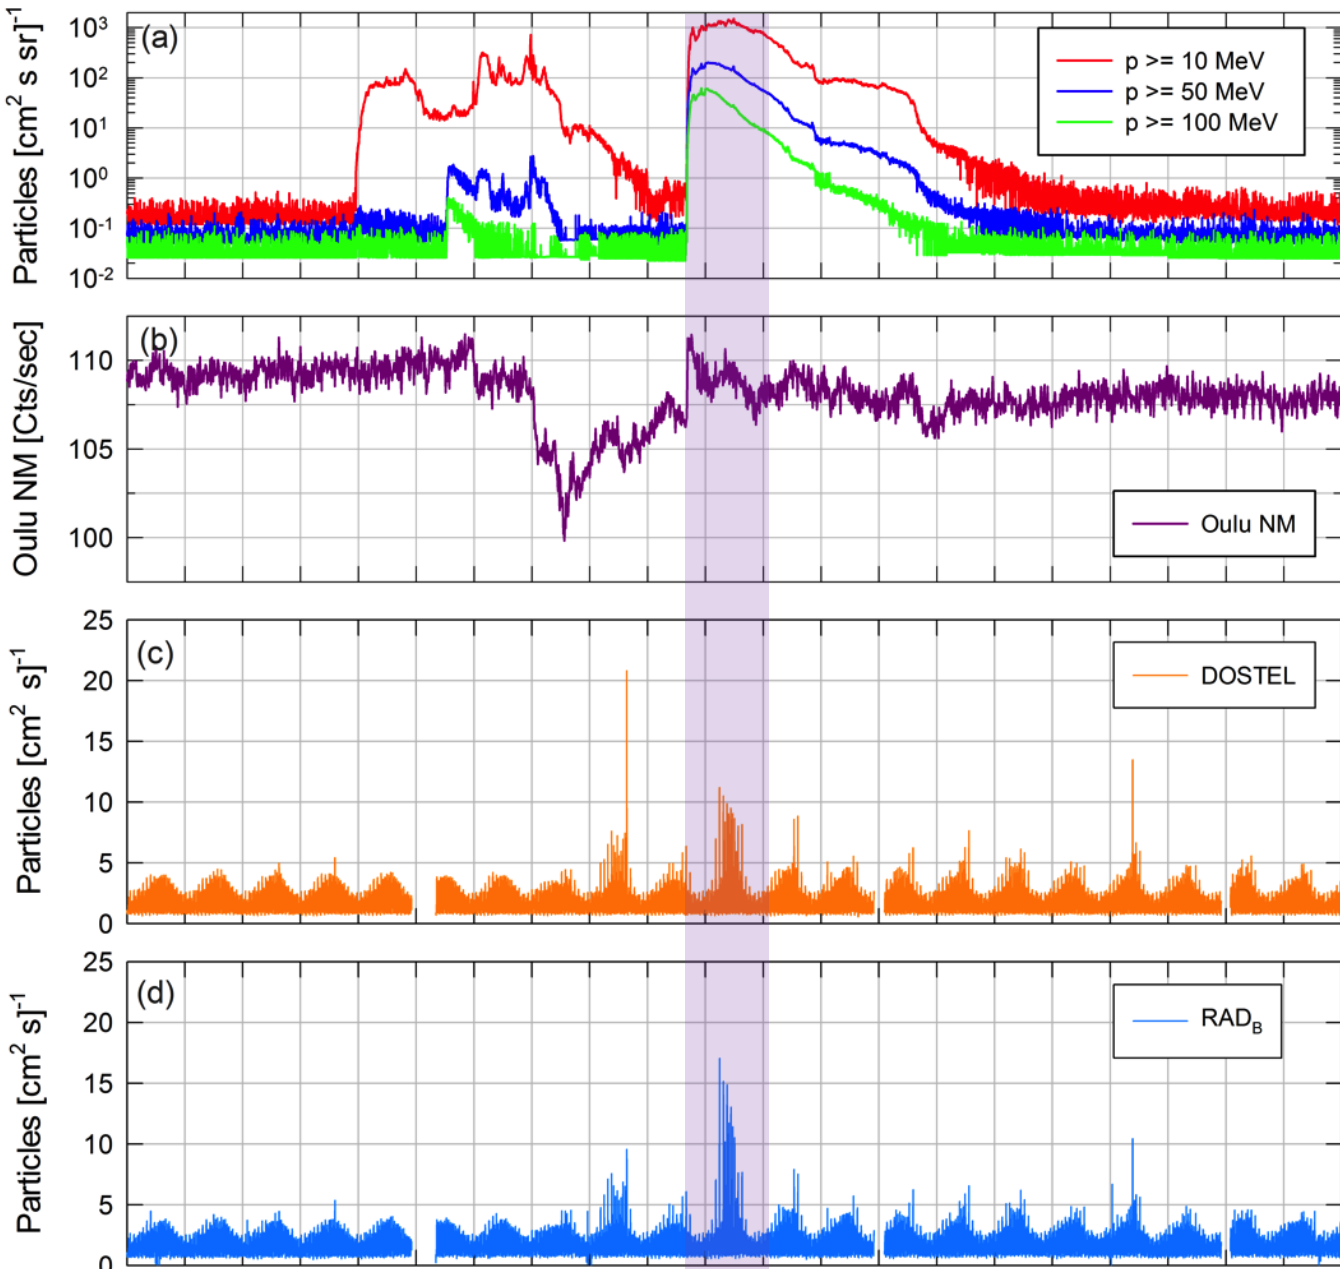 Particles [cm² s sr]⁻¹
(a)
10³
10²
10¹
10⁰
10⁻¹
10⁻²
p >= 10 MeV
p >= 50 MeV
p >= 100 MeV
Oulu NM [Cts/sec]
(b)
110
105
100
Oulu NM
Particles [cm² s]⁻¹
(c)
25
20
15
10
5
0
DOSTEL
Particles [cm² s]⁻¹
(d)
25
20
15
10
5
0
RAD_B